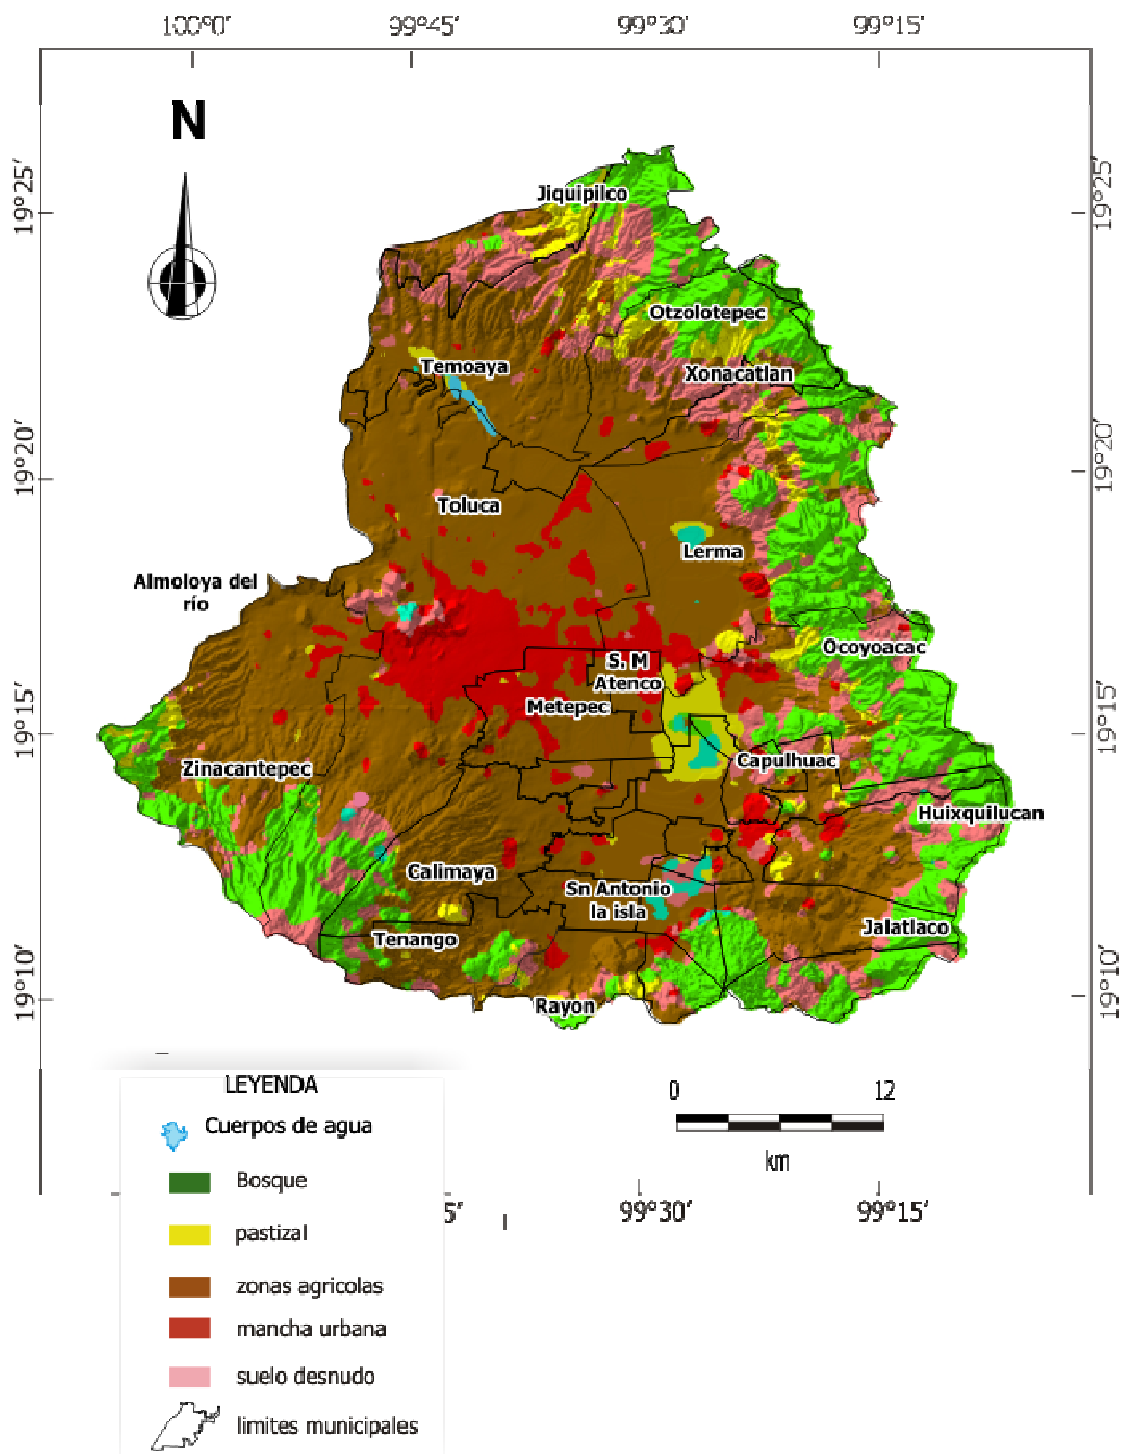 100°0′ 99°45′ 99°30′ 99°15′
N
19°25′ 19°25′
Jiquipilco
Otzolotepec
Temoaya
Xonacatlan
19°20′ 19°20′
Toluca
Lerma
Almoloya del
río
Ocoyoacac
S. M
Atenco
Metepec
19°15′ 19°15′
Capulhuac
Zinacantepec
Huixquilucan
Calimaya
Sn Antonio
la isla
Jalatlaco
Tenango
19°10′ 19°10′
Rayon
LEYENDA
0 12
km
Cuerpos de agua
Bosque
5′ 99°30′ 99°15′
pastizal
zonas agricolas
mancha urbana
suelo desnudo
limites municipales